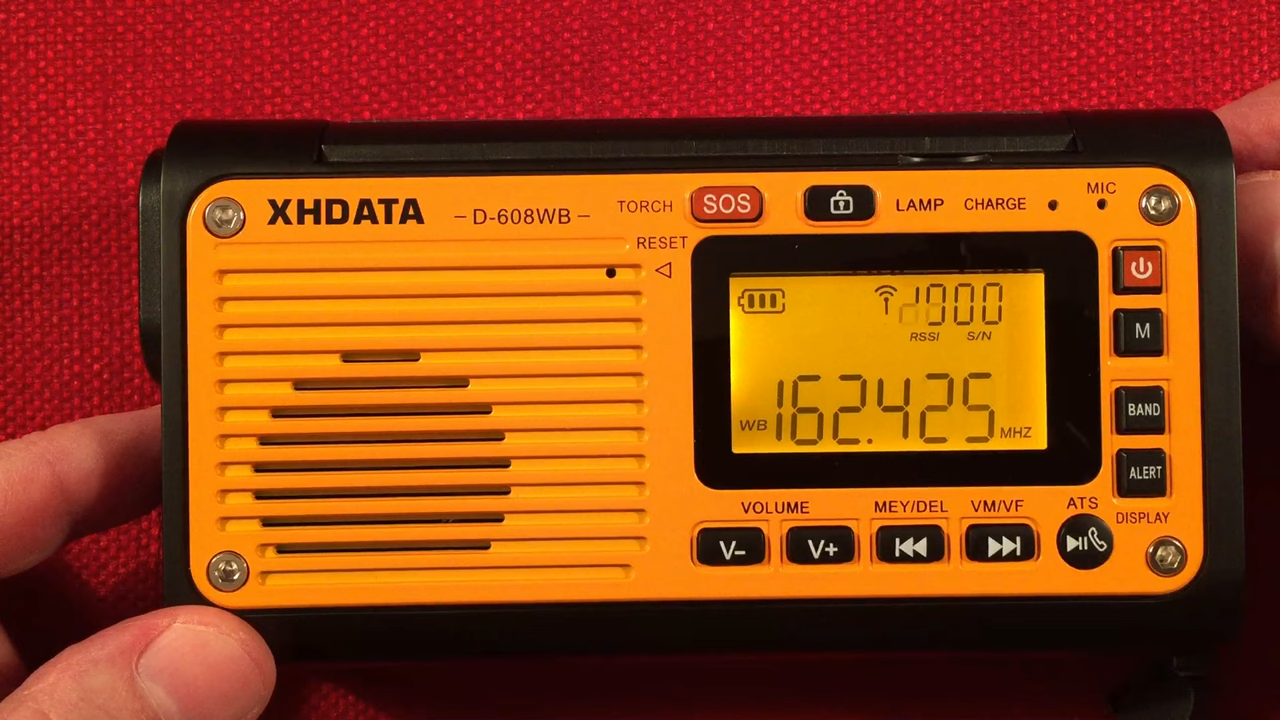 XHDATA
–D-608WB–
TORCH
SOS
LAMP
CHARGE
MIC
RESET
RSSI
S/N
WB
162.425
MHZ
M
BAND
ALERT
VOLUME
MEY/DEL
VM/VF
ATS
DISPLAY
V–
V+